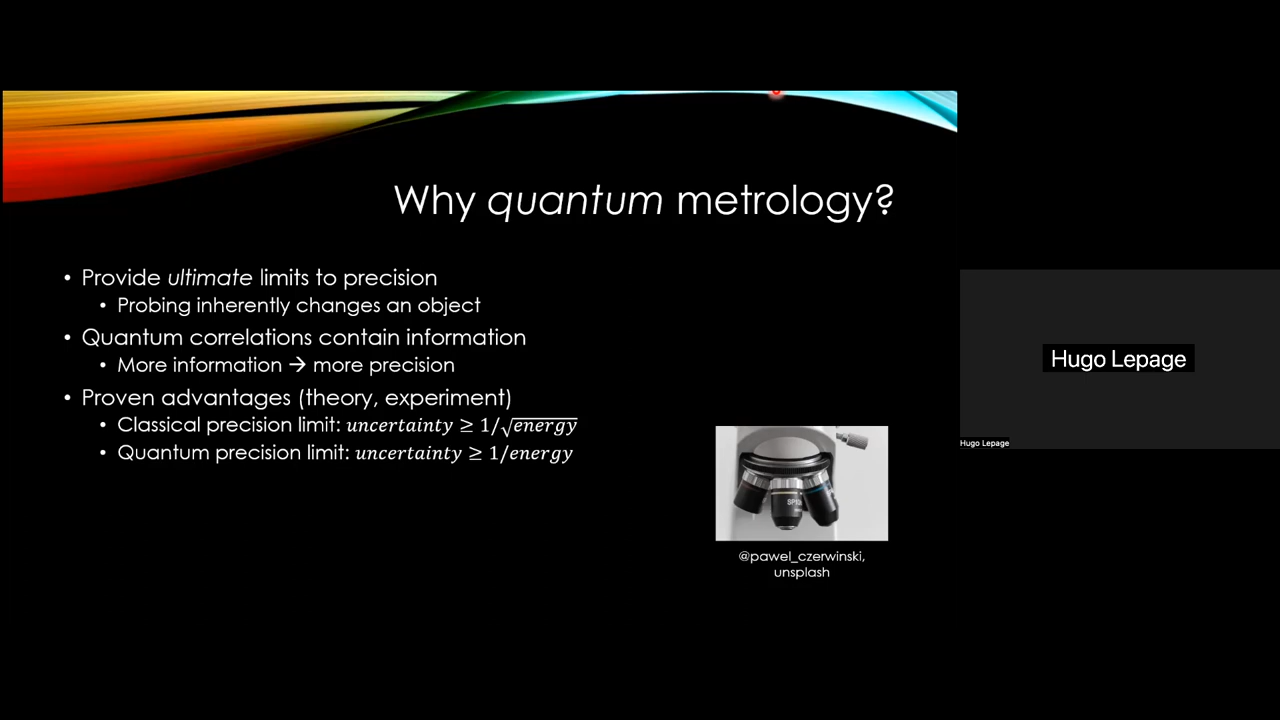 Why quantum metrology?
• Provide ultimate limits to precision
• Probing inherently changes an object
• Quantum correlations contain information
• More information → more precision
• Proven advantages (theory, experiment)
• Classical precision limit: uncertainty ≥ 1/√energy
• Quantum precision limit: uncertainty ≥ 1/energy
@pawel_czerwinski,
unsplash
Hugo Lepage
Hugo Lepage